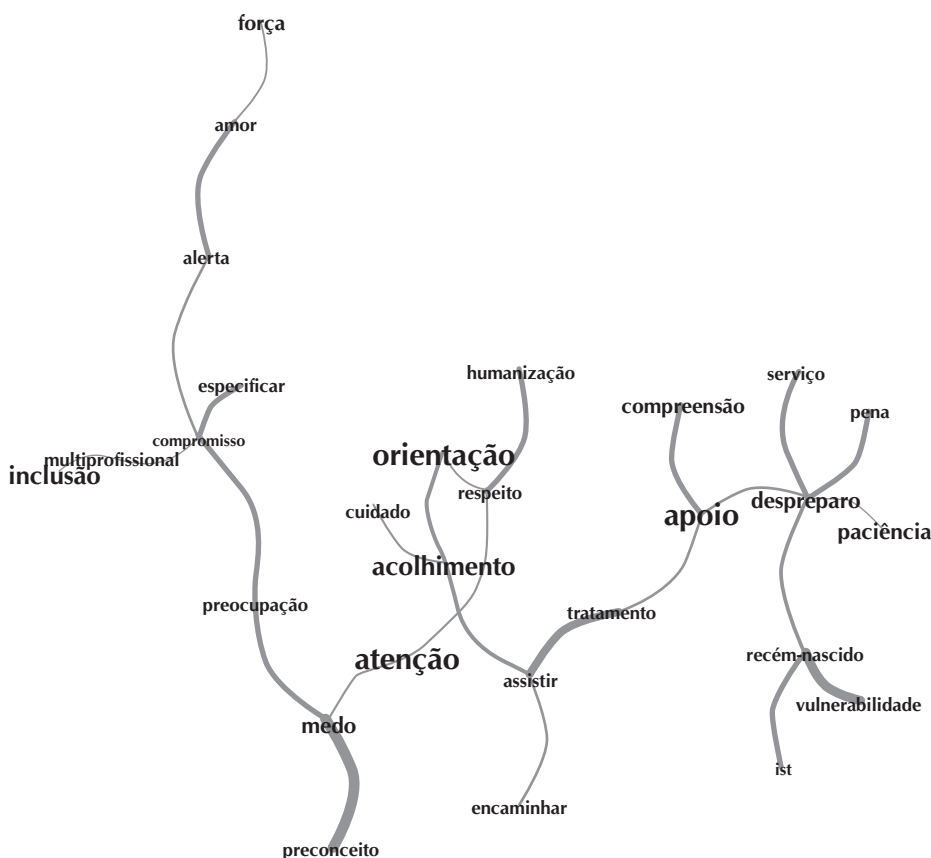 força
amor
alerta
humanização
serviço
especificar
compreensão
pena
compromisso
orientação
multiprofissional
inclusão
respeito
despreparo
cuidado
apoio
paciência
acolhimento
preocupação
tratamento
atenção
recém-nascido
assistir
vulnerabilidade
medo
ist
encaminhar
preconceito